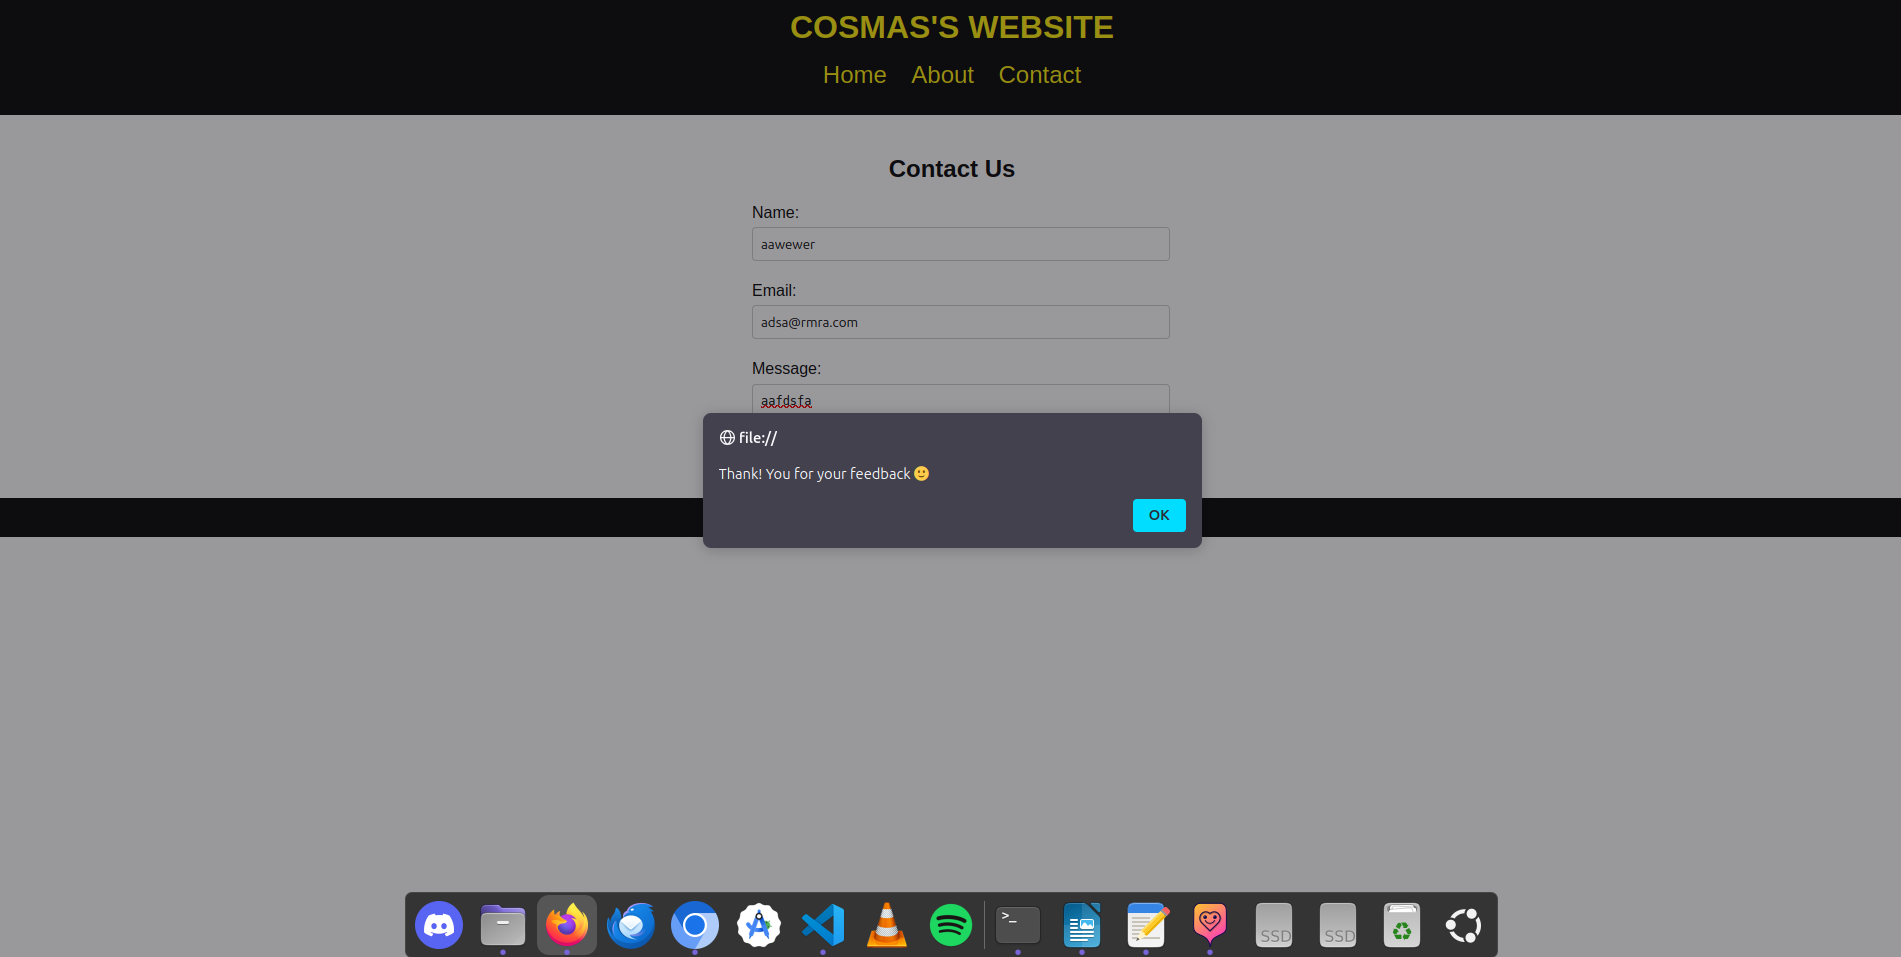 COSMAS'S WEBSITE
Home About Contact
Contact Us
Name:
aawewer
Email:
adsa@rmra.com
Message:
aafdsfa
file://
Thank! You for your feedback 🙂
OK
>_
SSD SSD